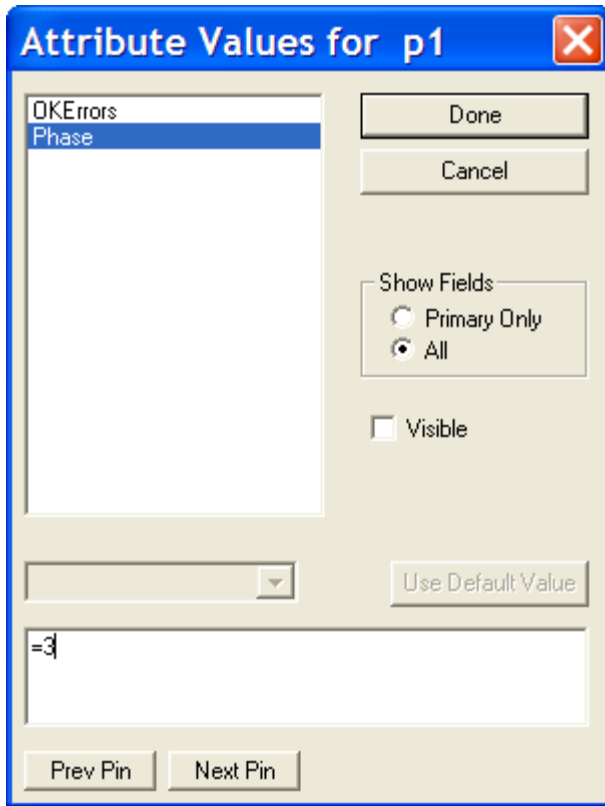 Attribute Values for p1
OKErrors
Phase
Done
Cancel
Show Fields
Primary Only
All
Visible
Use Default Value
=3
Prev Pin
Next Pin